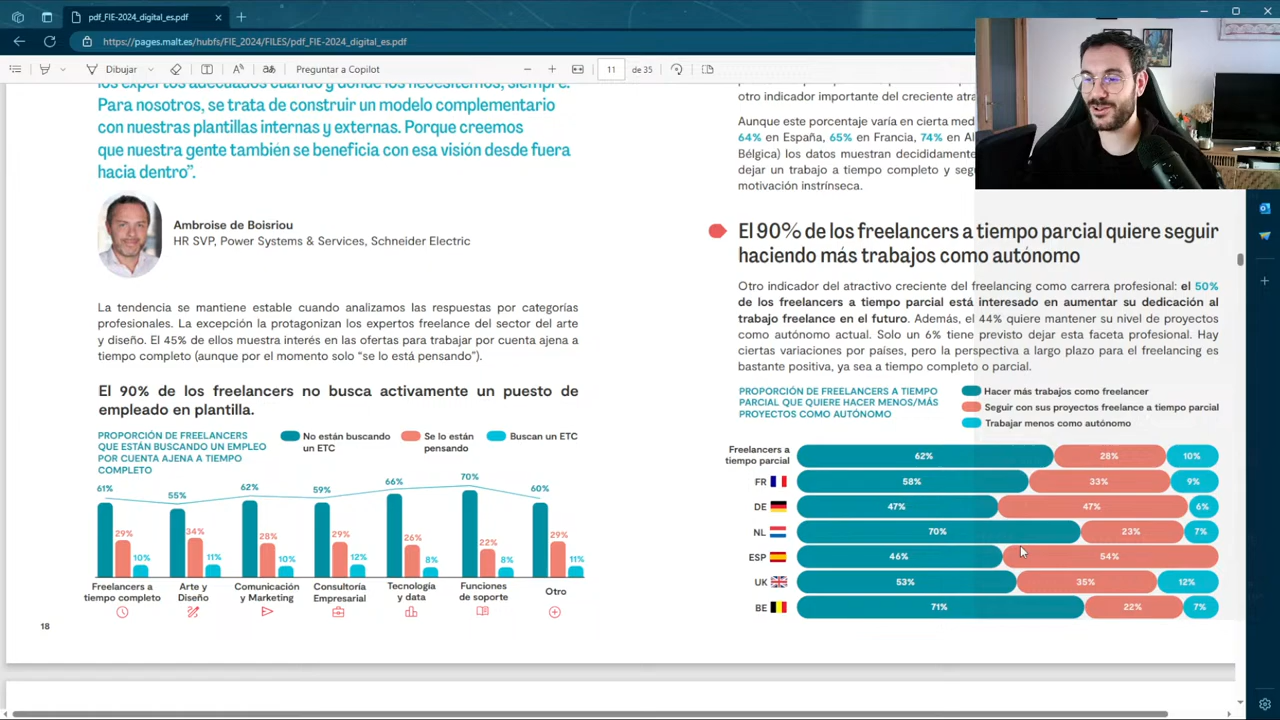 pdf_FIE-2024_digital_es.pdf
https://pages.malt.es/hubfs/FIE_2024/FILES/pdf_FIE-2024_digital_es.pdf
Dibujar
Preguntar a Copilot
11
de 35
los expertos adecuados cuando y donde los necesitemos, siempre.
Para nosotros, se trata de construir un modelo complementario
con nuestras plantillas internas y externas. Porque creemos
que nuestra gente también se beneficia con esa visión desde fuera
hacia dentro”.
Ambroise de Boisriou
HR SVP, Power Systems & Services, Schneider Electric
La tendencia se mantiene estable cuando analizamos las respuestas por categorías
profesionales. La excepción la protagonizan los expertos freelance del sector del arte
y diseño. El 45% de ellos muestra interés en las ofertas para trabajar por cuenta ajena a
tiempo completo (aunque por el momento solo “se lo está pensando”).
El 90% de los freelancers no busca activamente un puesto de
empleado en plantilla.
PROPORCIÓN DE FREELANCERS
QUE ESTÁN BUSCANDO UN EMPLEO
POR CUENTA AJENA A TIEMPO
COMPLETO
No están buscando
un ETC
Se lo están
pensando
Buscan un ETC
61%
29%
10%
55%
34%
11%
62%
28%
10%
59%
29%
12%
66%
26%
8%
70%
22%
8%
60%
29%
11%
Freelancers a
tiempo completo
Arte y
Diseño
Comunicación
y Marketing
Consultoría
Empresarial
Tecnología
y data
Funciones
de soporte
Otro
18
otro indicador importante del creciente
Aunque este porcentaje varía en cierta
64% en España, 65% en Francia, 74% en
Bélgica) los datos muestran decididamente
dejar un trabajo a tiempo completo y
motivación instrínseca.
El 90% de los freelancers a tiempo parcial quiere seguir
haciendo más trabajos como autónomo
Otro indicador del atractivo creciente del freelancing como carrera profesional: el 50%
de los freelancers a tiempo parcial está interesado en aumentar su dedicación al
trabajo freelance en el futuro. Además, el 44% quiere mantener su nivel de proyectos
como autónomo actual. Solo un 6% tiene previsto dejar esta faceta profesional. Hay
ciertas variaciones por países, pero la perspectiva a largo plazo para el freelancing es
bastante positiva, ya sea a tiempo completo o parcial.
PROPORCIÓN DE FREELANCERS A TIEMPO
PARCIAL QUE QUIERE HACER MENOS/MÁS
PROYECTOS COMO AUTÓNOMO
Hacer más trabajos como freelancer
Seguir con sus proyectos freelance a tiempo parcial
Trabajar menos como autónomo
Freelancers a
tiempo parcial
62%
28%
10%
FR
58%
33%
9%
DE
47%
47%
6%
NL
70%
23%
7%
ESP
46%
54%
UK
53%
35%
12%
BE
71%
22%
7%